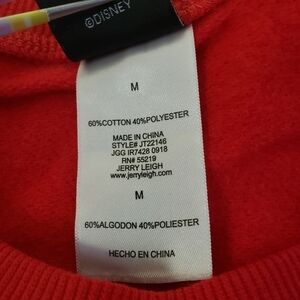 ©DISNEY
M
60%COTTON 40%POLYESTER
MADE IN CHINA
STYLE# JT22146
JGG IR7428 0918
RN# 55219
JERRY LEIGH
www.jerryleigh.com
M
60%ALGODON 40%POLIESTER
HECHO EN CHINA